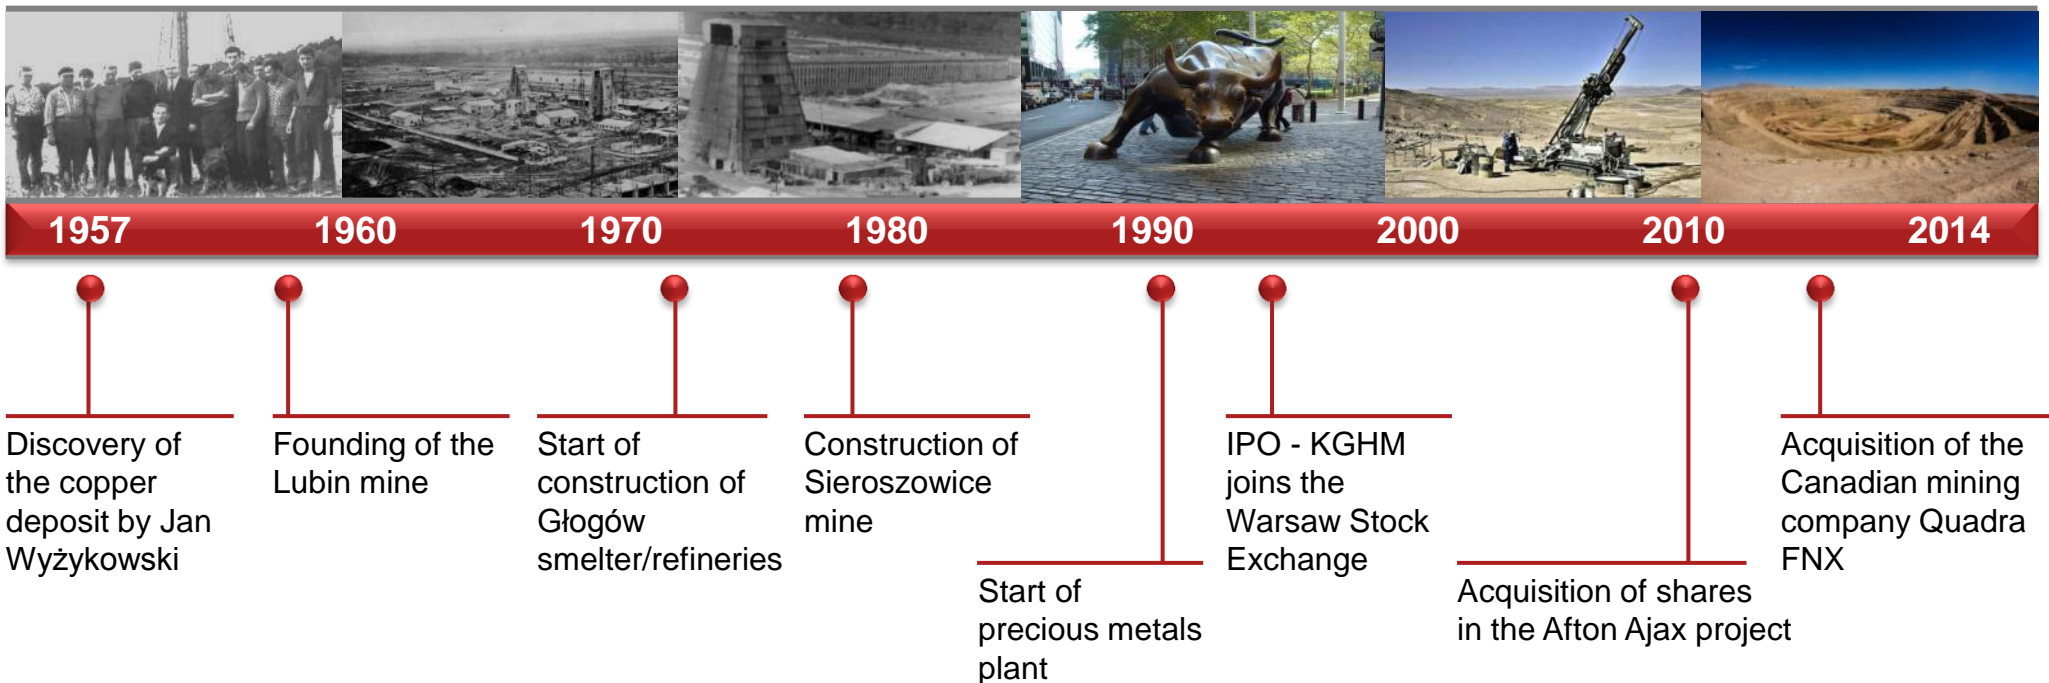 1957 1960 1970 1980 1990 2000 2010 2014
Discovery of
the copper
deposit by Jan
Wyżykowski
Founding of the
Lubin mine
Start of
construction of
Głogów
smelter/refineries
Construction of
Sieroszowice
mine
Start of
precious metals
plant
IPO - KGHM
joins the
Warsaw Stock
Exchange
Acquisition of shares
in the Afton Ajax project
Acquisition of the
Canadian mining
company Quadra
FNX